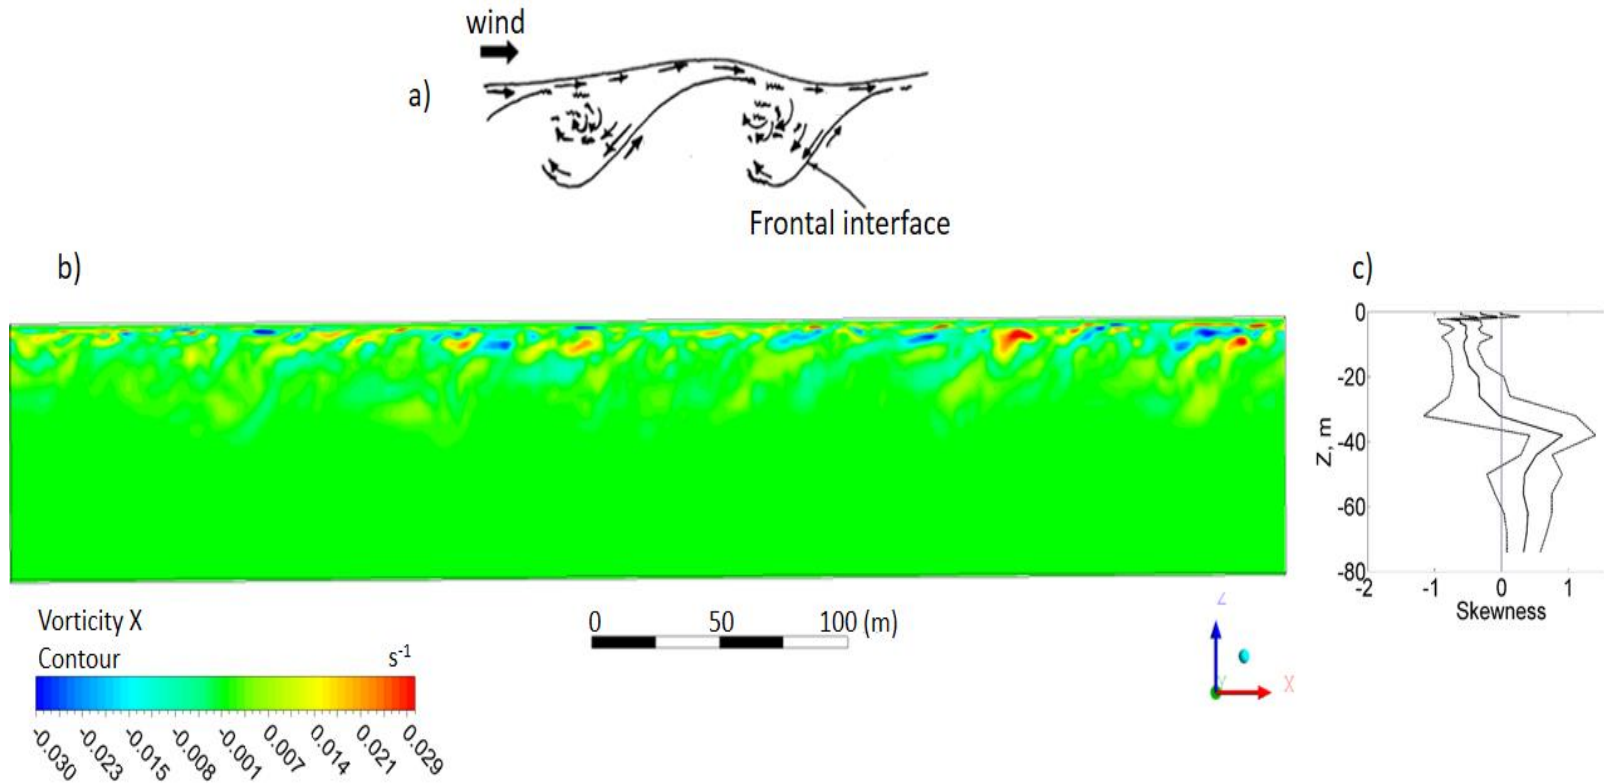 wind
a)
Frontal interface
b)
c)
0
-20
-40
-60
-80
Z, m
-2 -1 0 1
Skewness
Vorticity X
Contour s⁻¹
-0.030 -0.023 -0.015 -0.008 -0.001 0.007 0.014 0.021 0.029
0 50 100 (m)
Z
Y X